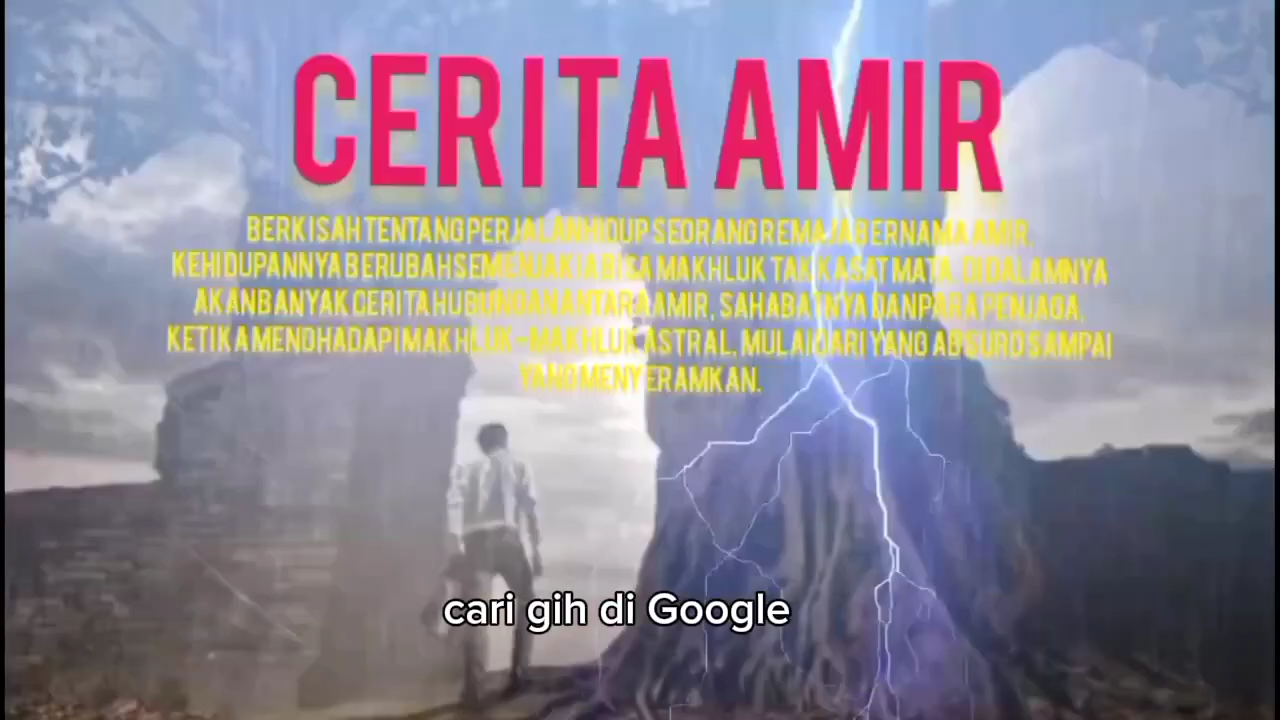 CERITA AMIR
BERKISAH TENTANG PERJALANHIDUP SEORANG REMAJA BERNAMA AMIR.
KEHIDUPANNYA BERUBAH SEMENJAK IA BISA MAKHLUK TAK KASAT MATA. DI DALAMNYA
AKAN BANYAK CERITA HUBUNGAN ANTARA AMIR, SAHABATNYA DAN PARA PENJAGA,
KETIKA MENGHADAPI MAKHLUK - MAKHLUK ASTRAL, MULAI DARI YANG ABSURD SAMPAI
YANG MENYERAMKAN.
cari gih di Google